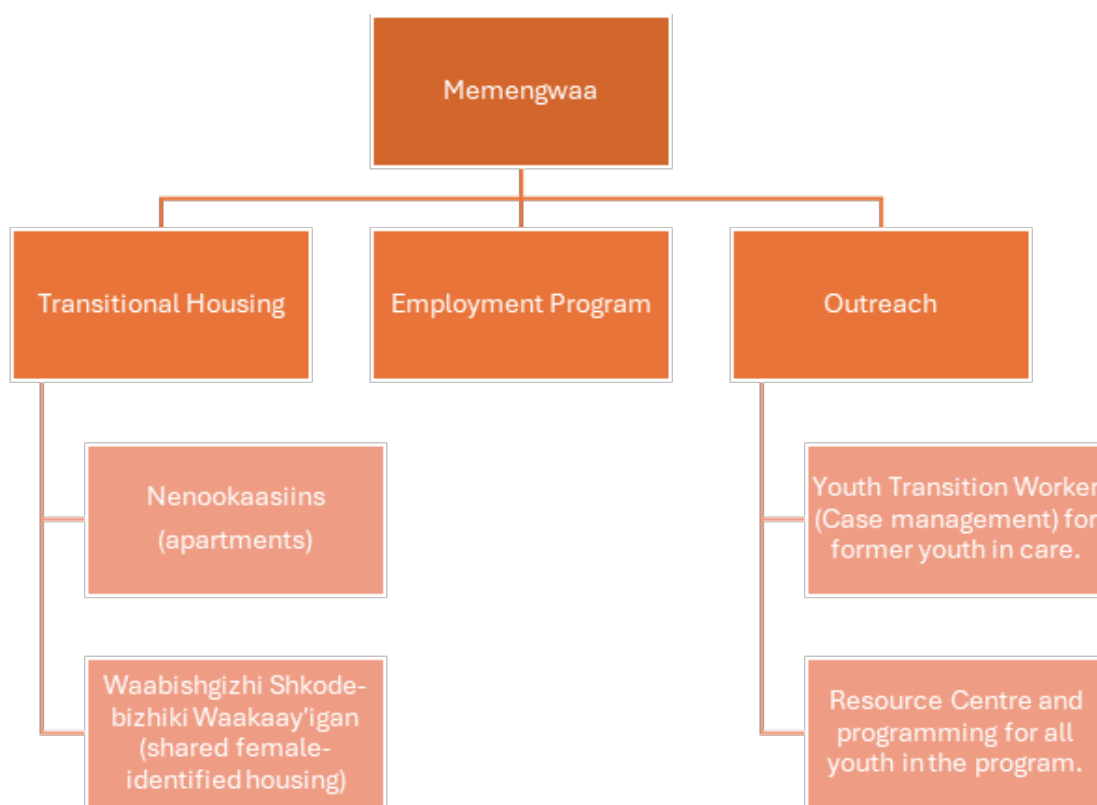 Memengwaa
Transitional Housing
Employment Program
Outreach
Nenookaasiins
(apartments)
Waabishgizhi Shkode-
bizhiki Waakaay'igan
(shared female-
identified housing)
Youth Transition Worker
(Case management) for
former youth in care.
Resource Centre and
programming for all
youth in the program.